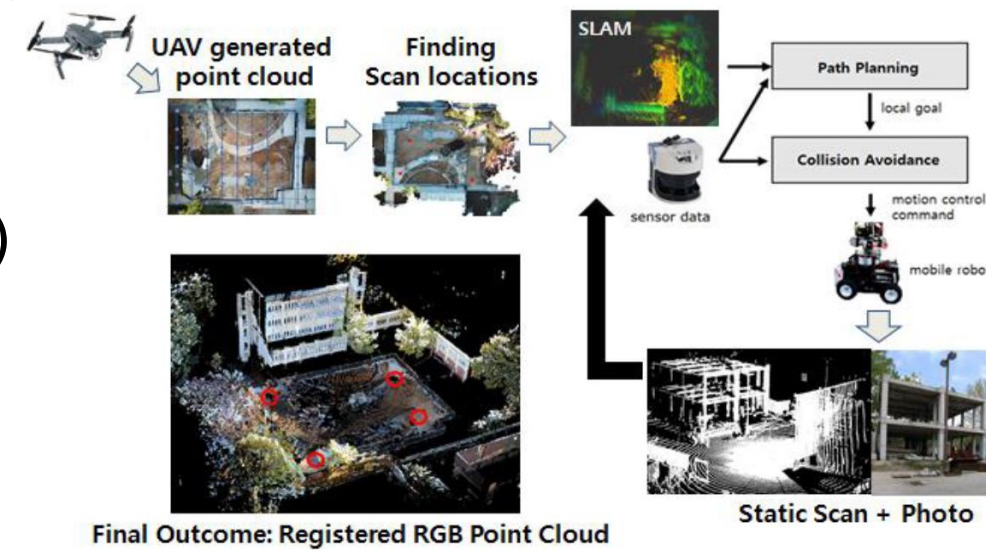 UAV generated
point cloud
Finding
Scan locations
SLAM
Path Planning
local goal
Collision Avoidance
sensor data
motion control
command
mobile robo
)
Static Scan + Photo
Final Outcome: Registered RGB Point Cloud